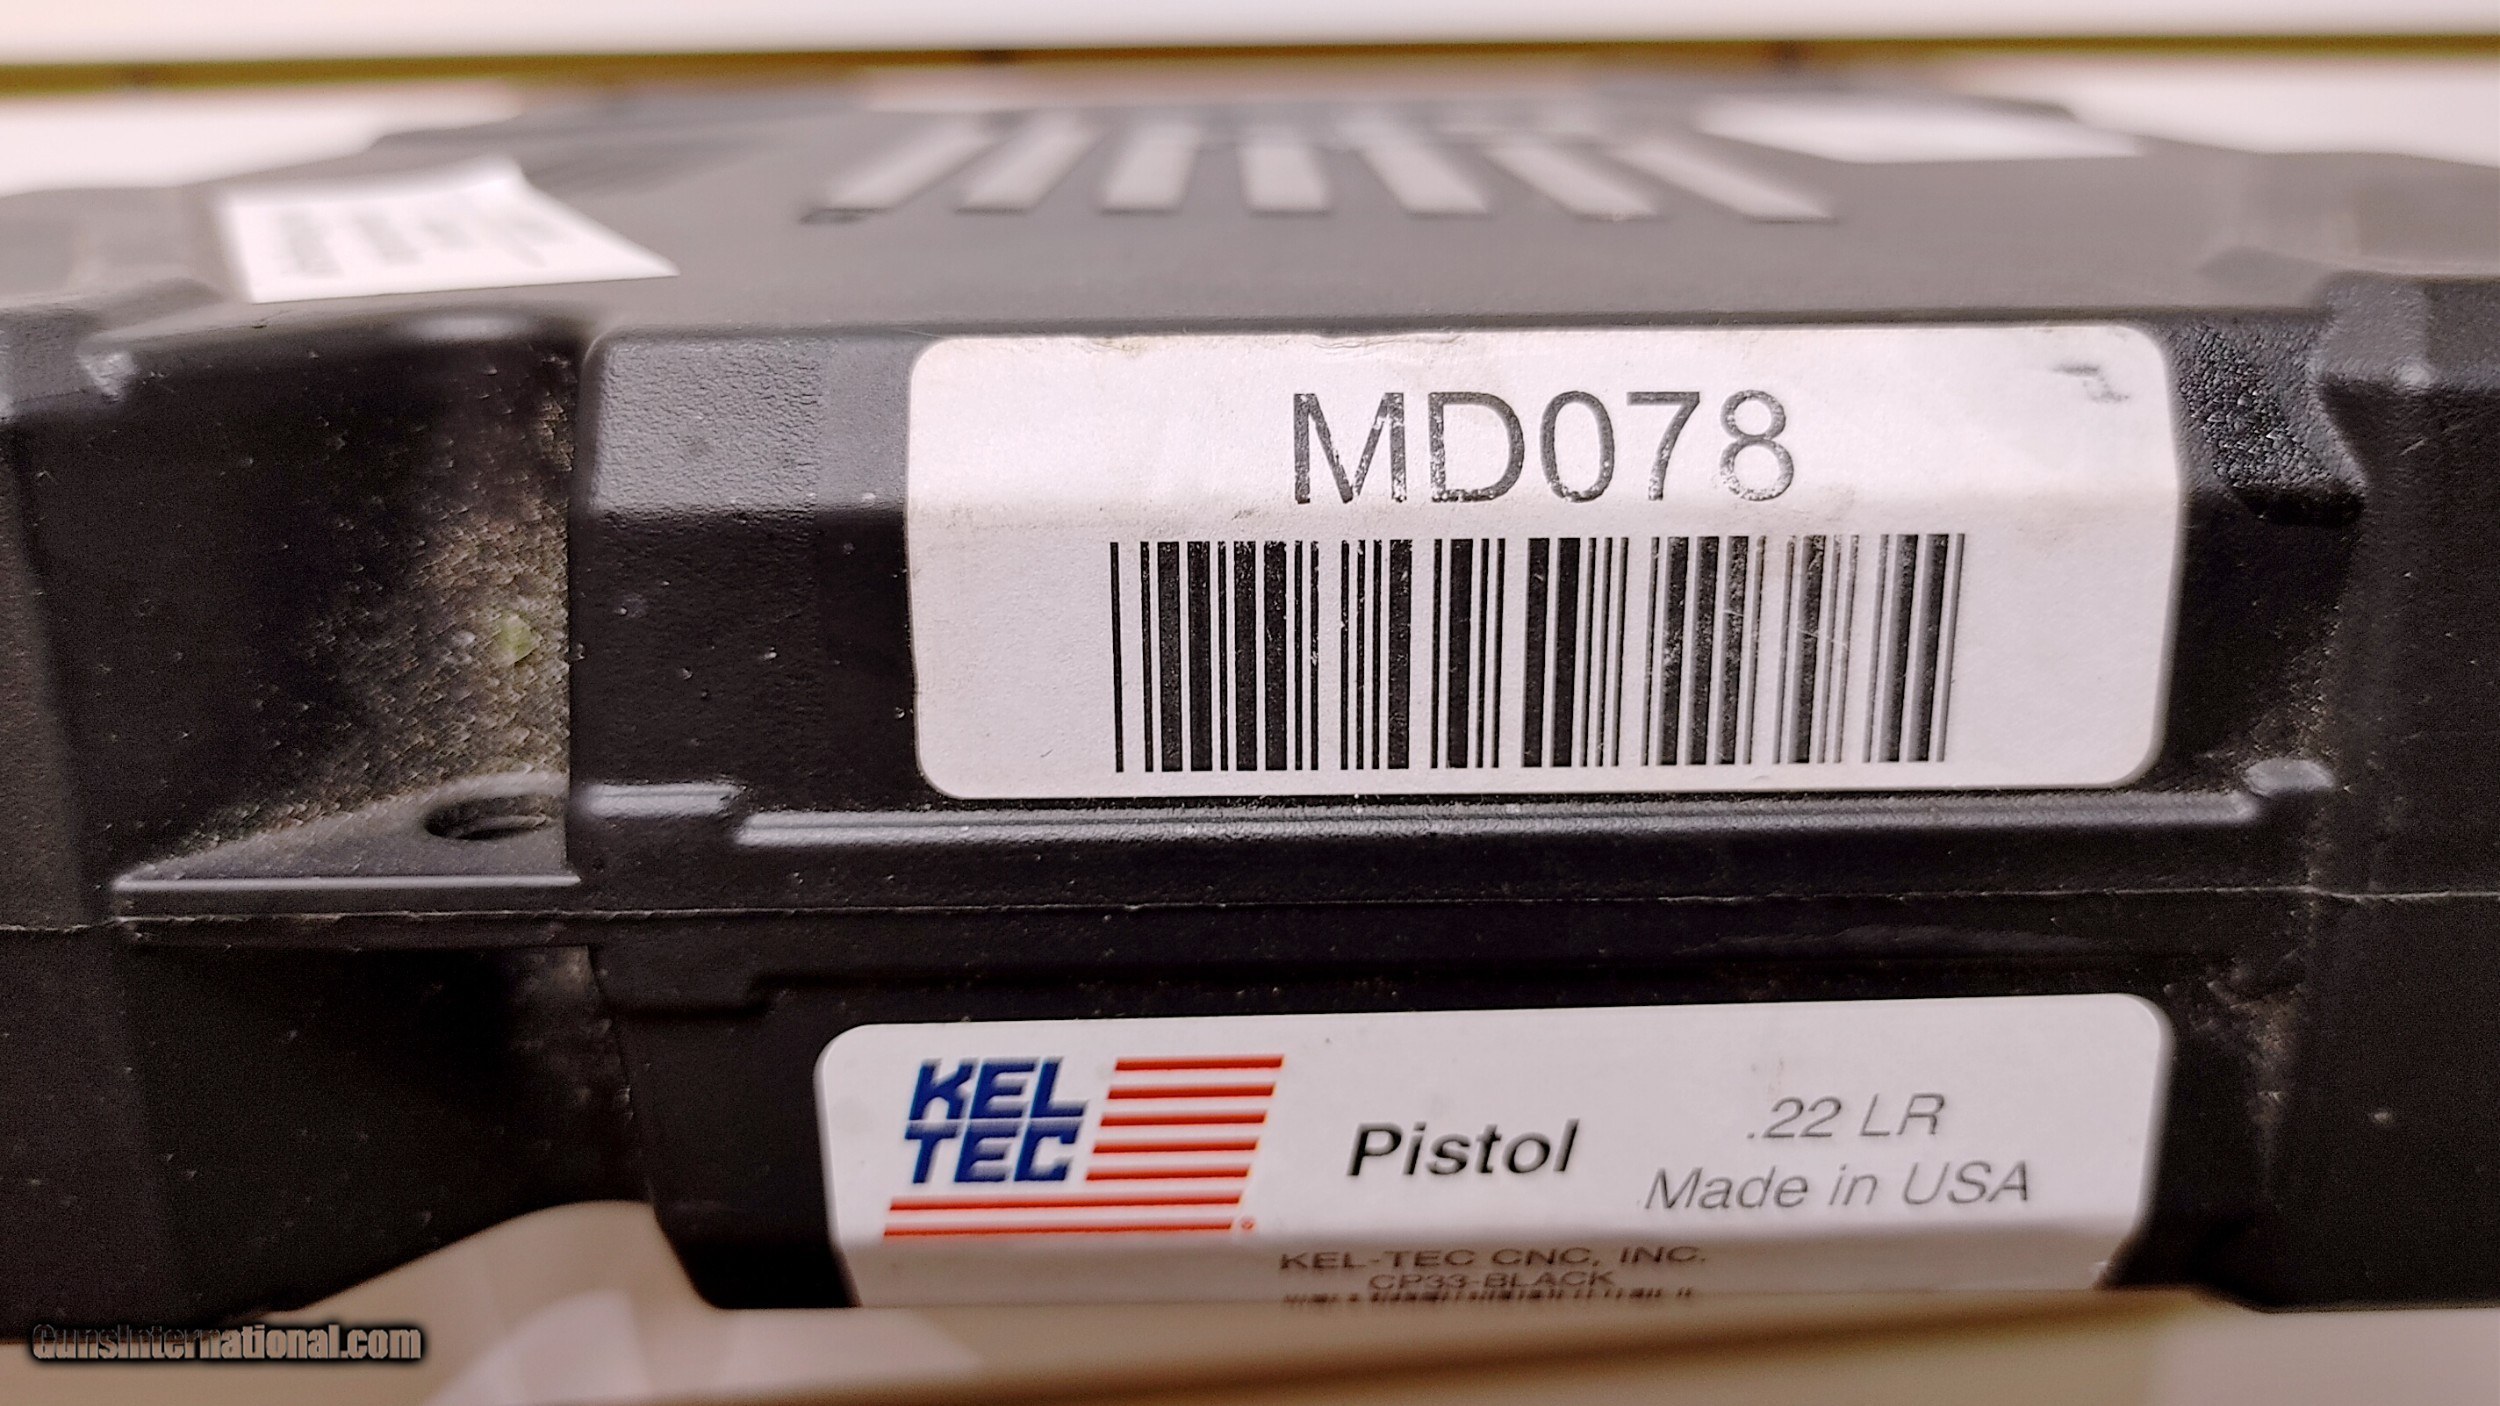 MD078
KEL
TEC
Pistol
.22 LR
Made in USA
KEL-TEC CNC, INC.
CP33-BLACK
GunsInternational.com